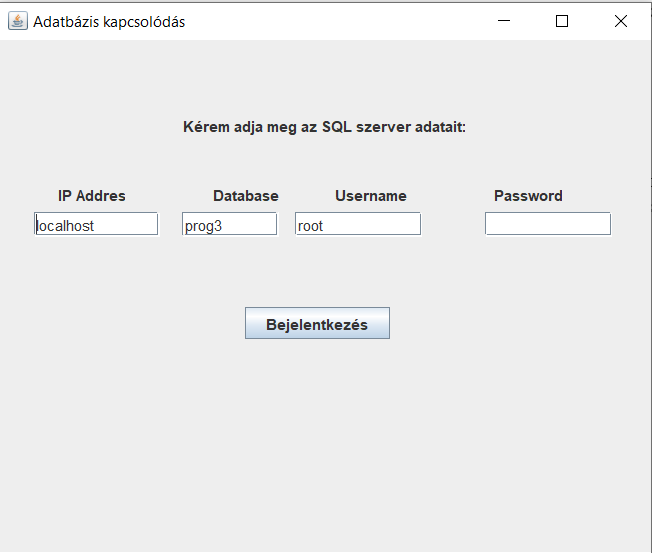 Adatbázis kapcsolódás
Kérem adja meg az SQL szerver adatait:
IP Addres Database Username Password
localhost prog3 root
Bejelentkezés